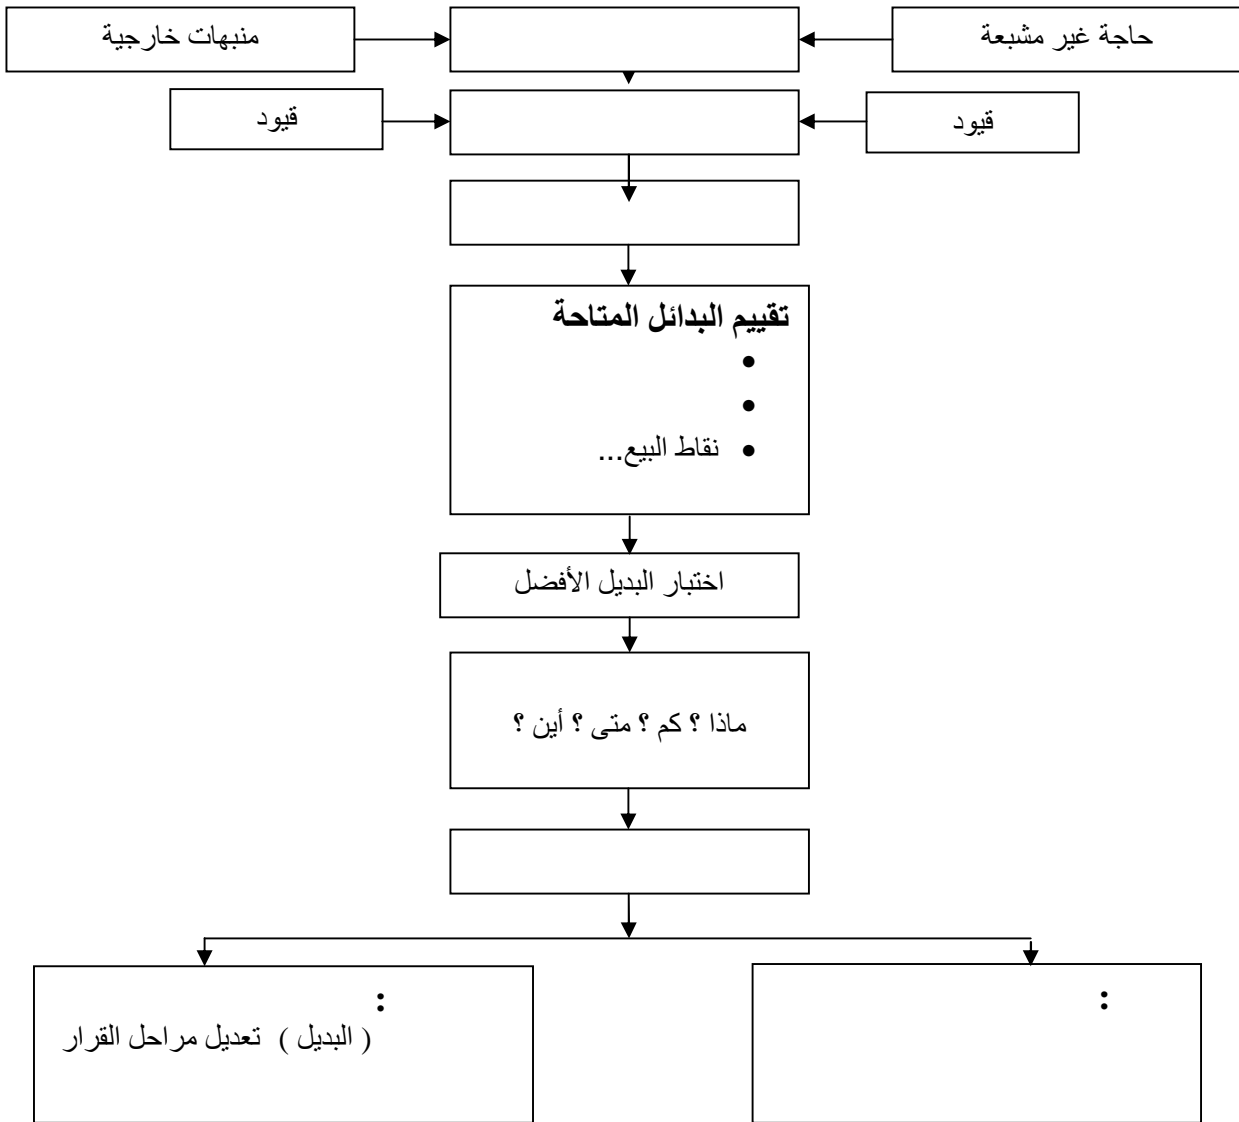 حاجة غير مشبعة
منبهات خارجية
قيود
قيود
تقييم البدائل المتاحة
•
•
• نقاط البيع...
اختبار البديل الأفضل
ماذا ؟ كم ؟ متى ؟ أين ؟
:
:
( البديل ) تعديل مراحل القرار